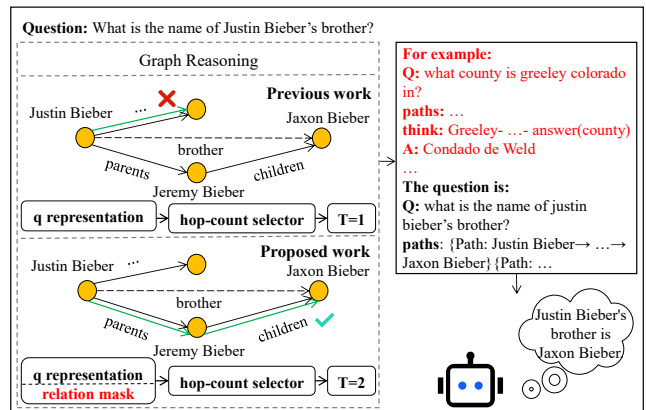 Question: What is the name of Justin Bieber's brother?
Graph Reasoning
Previous work
Justin Bieber
...
Jaxon Bieber
brother
parents
children
Jeremy Bieber
q representation
hop-count selector
T=1
Proposed work
Justin Bieber
...
Jaxon Bieber
brother
parents
children
Jeremy Bieber
q representation
relation mask
hop-count selector
T=2
For example:
Q: what county is greeley colorado
in?
paths: …
think: Greeley- …- answer(county)
A: Condado de Weld
…
The question is:
Q: what is the name of justin
bieber's brother?
paths: {Path: Justin Bieber→ …→
Jaxon Bieber}{Path: …
Justin Bieber's
brother is
Jaxon Bieber